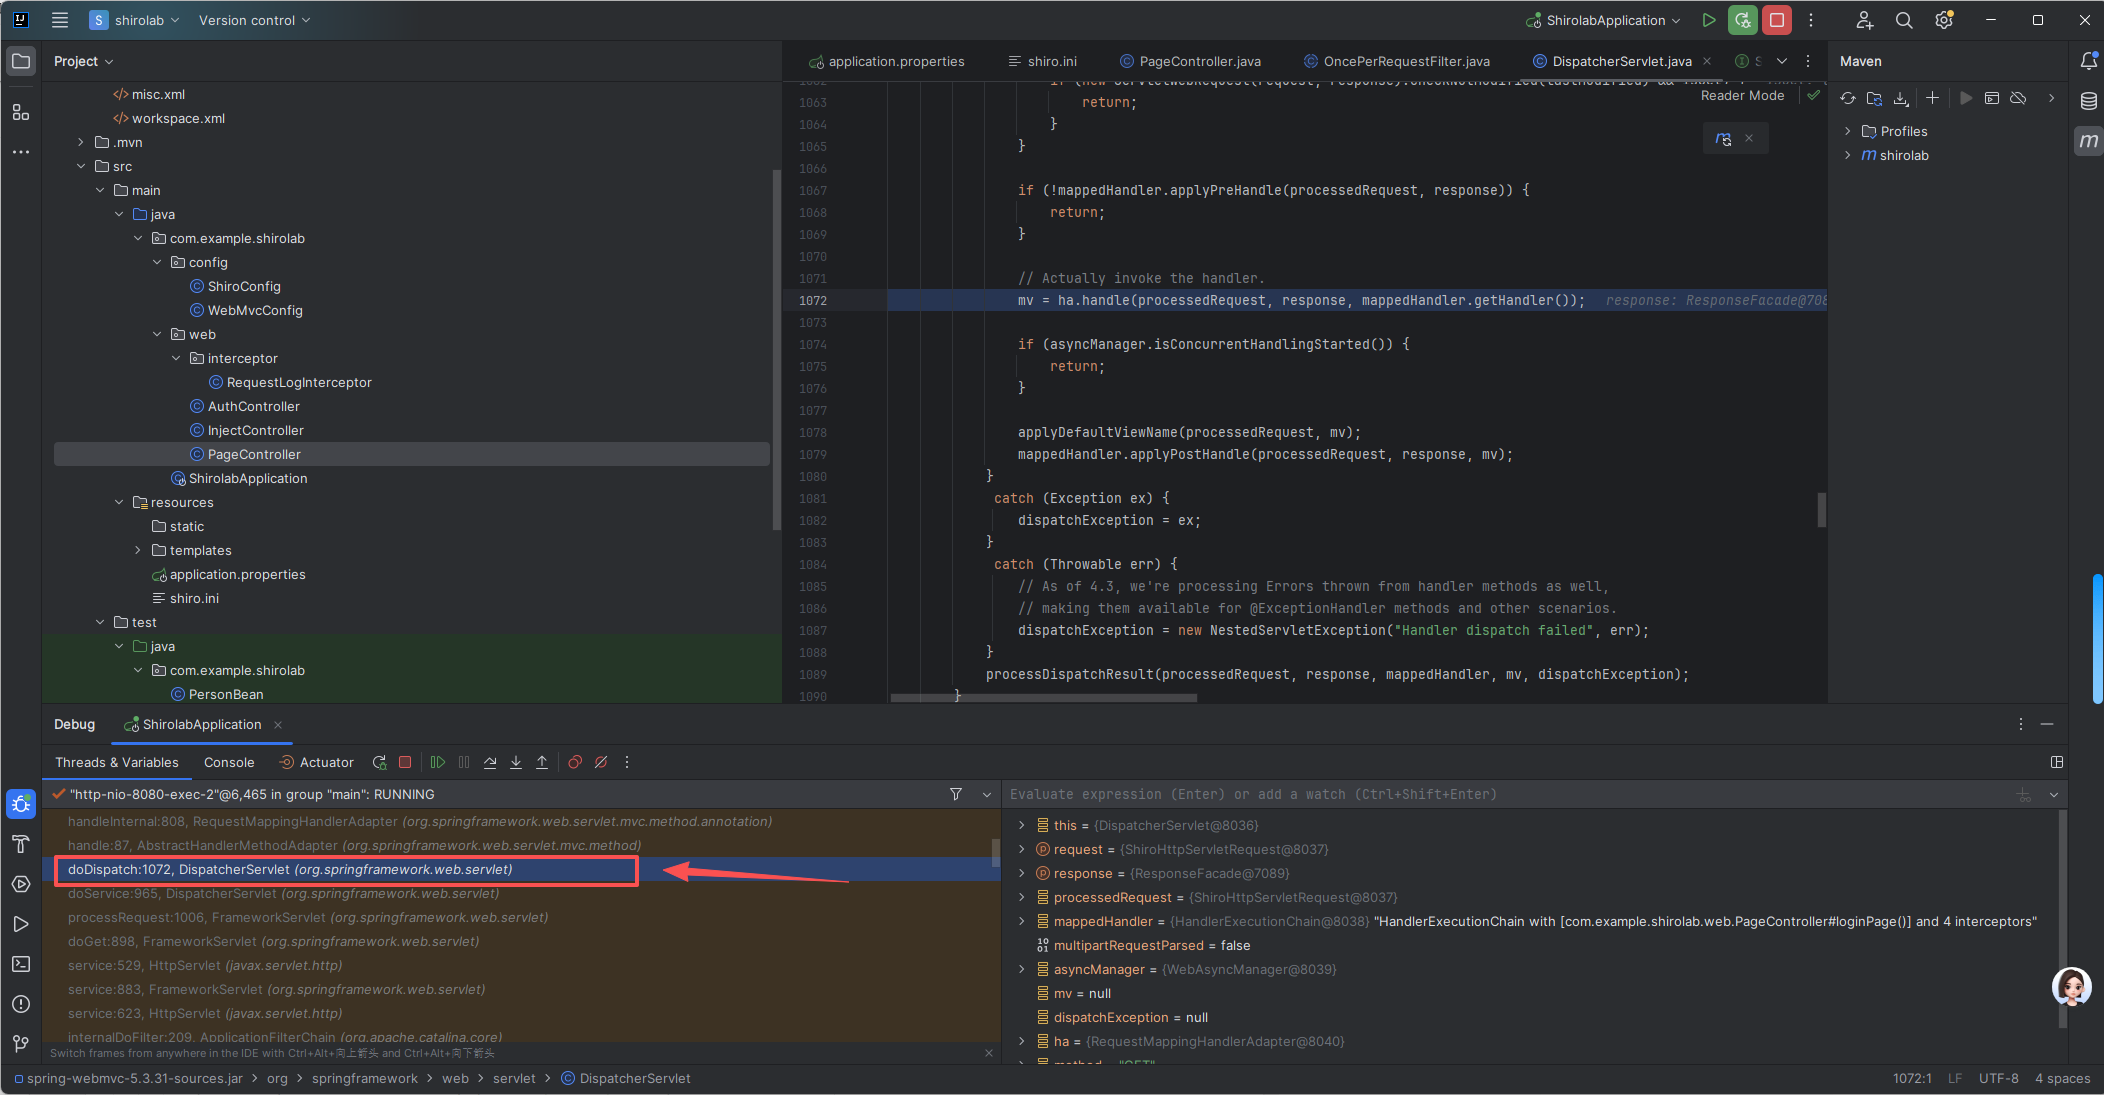 S shirolab Version control ShirolabApplication
Project
misc.xml
workspace.xml
.mvn
src
main
java
com.example.shirolab
config
ShiroConfig
WebMvcConfig
web
interceptor
RequestLogInterceptor
AuthController
InjectController
PageController
ShirolabApplication
resources
static
templates
application.properties
shiro.ini
test
java
com.example.shirolab
PersonBean
application.properties shiro.ini PageController.java OncePerRequestFilter.java DispatcherServlet.java
Reader Mode
1063 return;
1064 }
1065 }
1066
1067 if (!mappedHandler.applyPreHandle(processedRequest, response)) {
1068 return;
1069 }
1070
1071 // Actually invoke the handler.
1072 mv = ha.handle(processedRequest, response, mappedHandler.getHandler()); response: ResponseFacade@708
1073
1074 if (asyncManager.isConcurrentHandlingStarted()) {
1075 return;
1076 }
1077
1078 applyDefaultViewName(processedRequest, mv);
1079 mappedHandler.applyPostHandle(processedRequest, response, mv);
1080 }
1081 catch (Exception ex) {
1082 dispatchException = ex;
1083 }
1084 catch (Throwable err) {
1085 // As of 4.3, we're processing Errors thrown from handler methods as well,
1086 // making them available for @ExceptionHandler methods and other scenarios.
1087 dispatchException = new NestedServletException("Handler dispatch failed", err);
1088 }
1089 processDispatchResult(processedRequest, response, mappedHandler, mv, dispatchException);
1090 }
Maven
Profiles
m shirolab
Debug ShirolabApplication
Threads & Variables Console Actuator
"http-nio-8080-exec-2"@6,465 in group "main": RUNNING
handleInternal:808, RequestMappingHandlerAdapter (org.springframework.web.servlet.mvc.method.annotation)
handle:87, AbstractHandlerMethodAdapter (org.springframework.web.servlet.mvc.method)
doDispatch:1072, DispatcherServlet (org.springframework.web.servlet)
doService:965, DispatcherServlet (org.springframework.web.servlet)
processRequest:1006, FrameworkServlet (org.springframework.web.servlet)
doGet:898, FrameworkServlet (org.springframework.web.servlet)
service:529, HttpServlet (javax.servlet.http)
service:883, FrameworkServlet (org.springframework.web.servlet)
service:623, HttpServlet (javax.servlet.http)
internalDoFilter:209, ApplicationFilterChain (org.apache.catalina.core)
Switch frames from anywhere in the IDE with Ctrl+Alt+向上箭头 and Ctrl+Alt+向下箭头
Evaluate expression (Enter) or add a watch (Ctrl+Shift+Enter)
this = {DispatcherServlet@8036}
request = {ShiroHttpServletRequest@8037}
response = {ResponseFacade@7089}
processedRequest = {ShiroHttpServletRequest@8037}
mappedHandler = {HandlerExecutionChain@8038} "HandlerExecutionChain with [com.example.shirolab.web.PageController#loginPage()] and 4 interceptors"
multipartRequestParsed = false
asyncManager = {WebAsyncManager@8039}
mv = null
dispatchException = null
ha = {RequestMappingHandlerAdapter@8040}
spring-webmvc-5.3.31-sources.jar > org > springframework > web > servlet > DispatcherServlet
1072:1 LF UTF-8 4 spaces